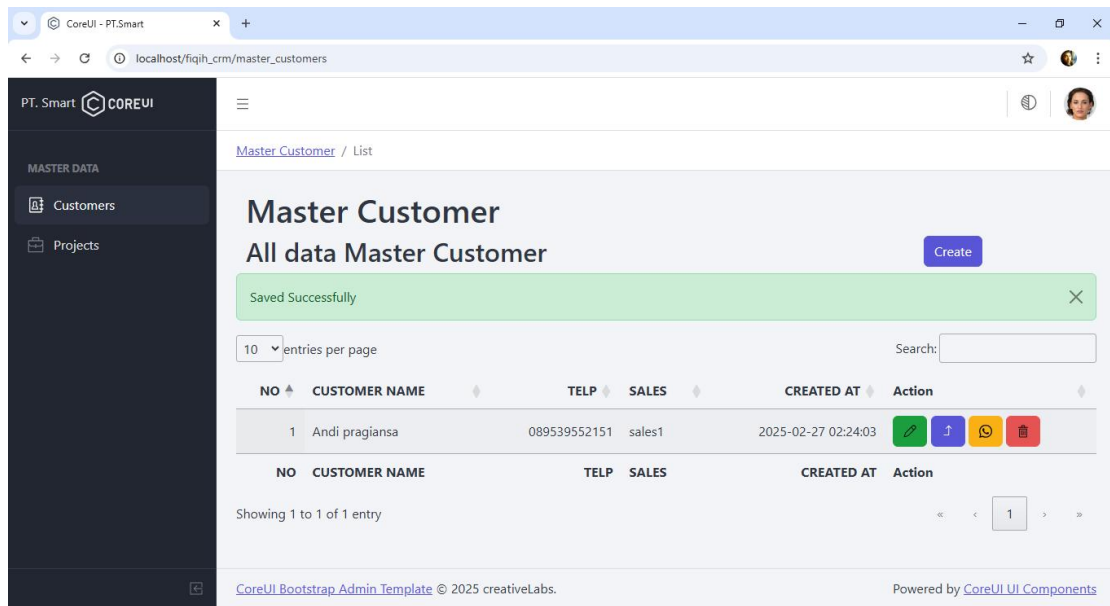 CoreUI - PT.Smart
localhost/fiqih_crm/master_customers
PT. Smart COREUI
Master Customer / List
MASTER DATA
Customers
Projects
Master Customer
All data Master Customer
Create
Saved Successfully
10 entries per page
Search:
NO CUSTOMER NAME TELP SALES CREATED AT Action
1 Andi pragiansa 089539552151 sales1 2025-02-27 02:24:03
NO CUSTOMER NAME TELP SALES CREATED AT Action
Showing 1 to 1 of 1 entry
« ‹ 1 › »
CoreUI Bootstrap Admin Template © 2025 creativeLabs.
Powered by CoreUI UI Components